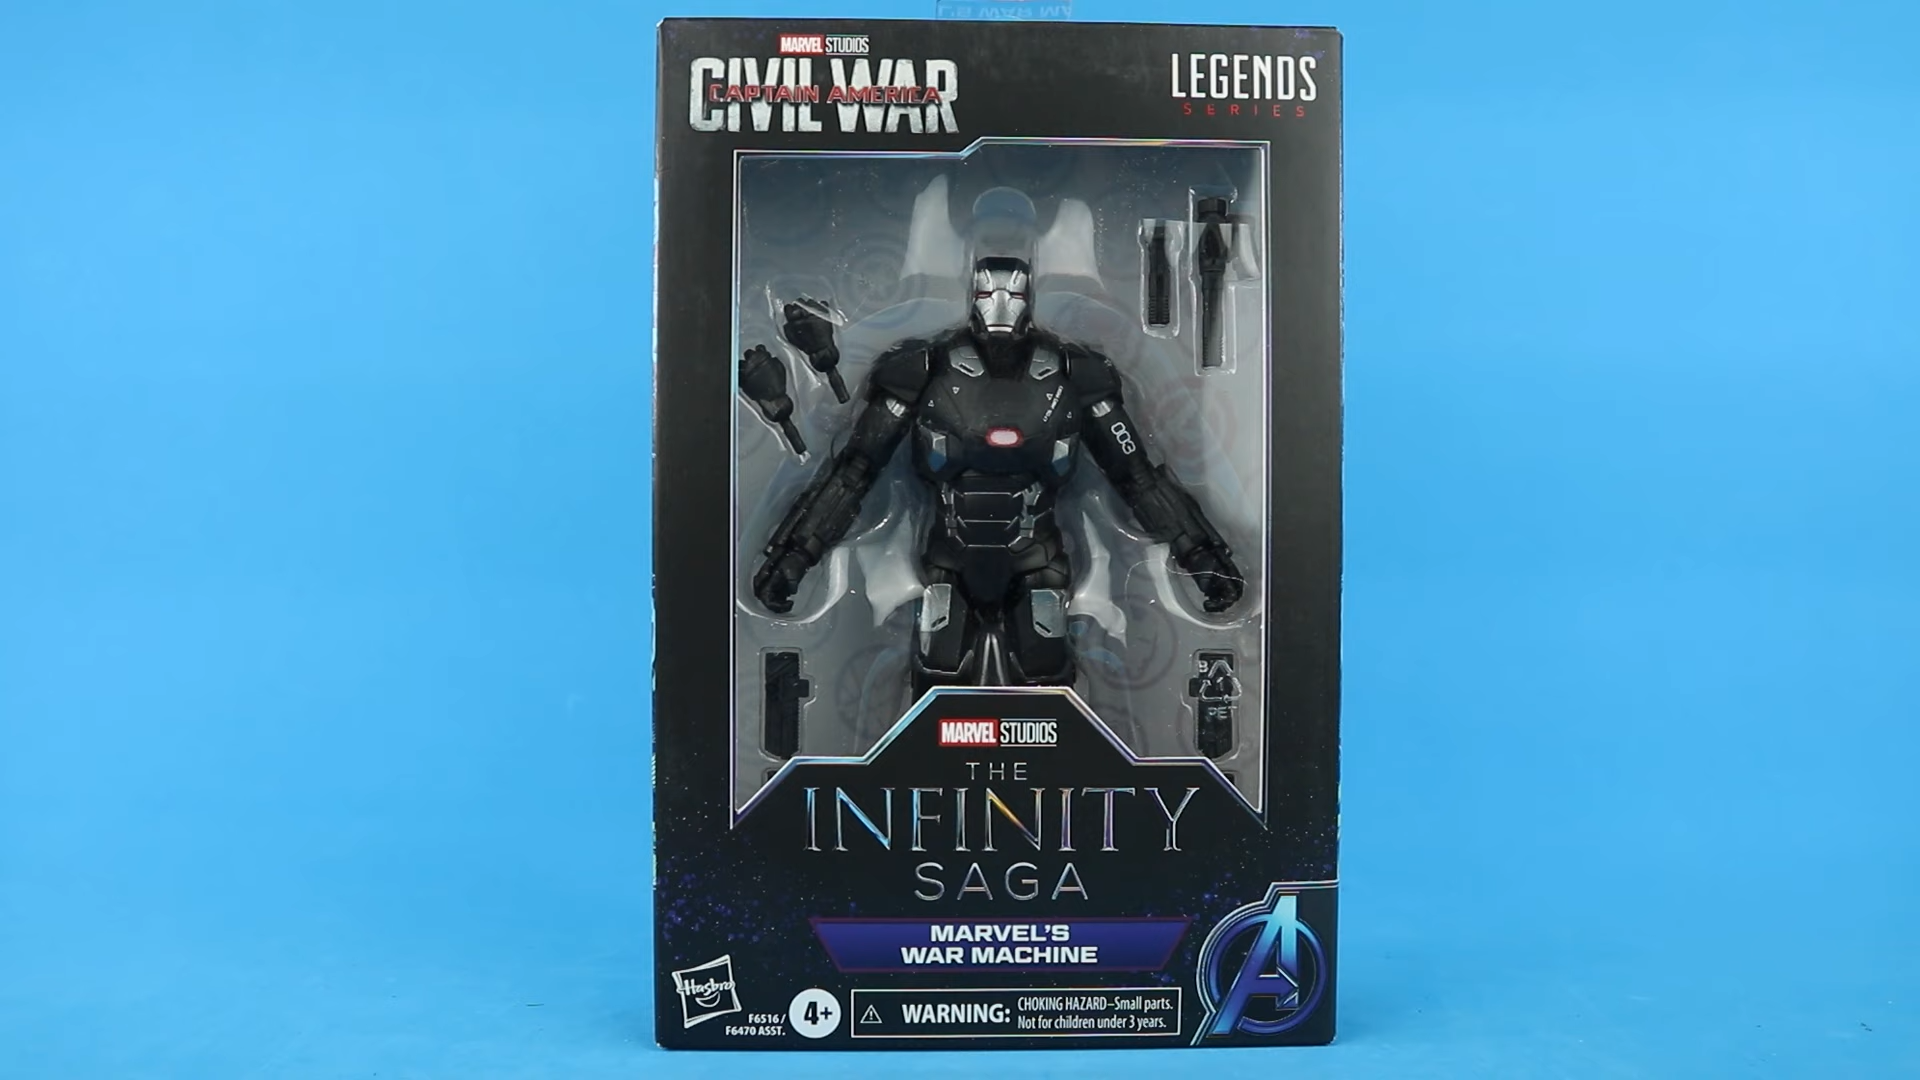 MARVEL STUDIOS
CAPTAIN AMERICA
CIVIL WAR
LEGENDS
SERIES
003
PET
MARVEL STUDIOS
THE
INFINITY
SAGA
MARVEL'S
WAR MACHINE
Hasbro
F6516 /
F6470 ASST.
4+
WARNING: CHOKING HAZARD–Small parts.
Not for children under 3 years.